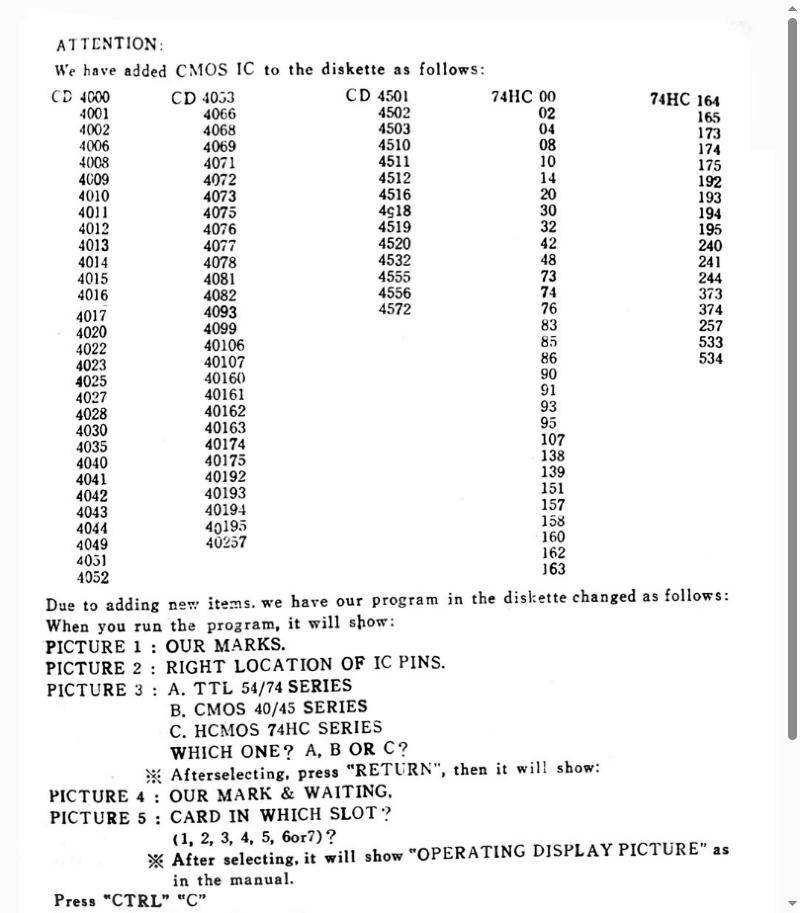 ATTENTION:
We have added CMOS IC to the diskette as follows:
CD 4000 CD 4053 CD 4501 74HC 00 74HC 164
4001 4066 4502 02 165
4002 4068 4503 04 173
4006 4069 4510 08 174
4008 4071 4511 10 175
4009 4072 4512 14 192
4010 4073 4516 20 193
4011 4075 4518 30 194
4012 4076 4519 32 195
4013 4077 4520 42 240
4014 4078 4532 48 241
4015 4081 4555 73 244
4016 4082 4556 74 373
4017 4093 4572 76 374
4020 4099 83 257
4022 40106 85 533
4023 40107 86 534
4025 40160 90
4027 40161 91
4028 40162 93
4030 40163 95
4035 40174 107
4040 40175 138
4041 40192 139
4042 40193 151
4043 40194 157
4044 40195 158
4049 40257 160
4051 162
4052 163
Due to adding new items. we have our program in the diskette changed as follows:
When you run the program, it will show:
PICTURE 1 : OUR MARKS.
PICTURE 2 : RIGHT LOCATION OF IC PINS.
PICTURE 3 : A. TTL 54/74 SERIES
B. CMOS 40/45 SERIES
C. HCMOS 74HC SERIES
WHICH ONE? A, B OR C?
※ Afterselecting, press "RETURN", then it will show:
PICTURE 4 : OUR MARK & WAITING,
PICTURE 5 : CARD IN WHICH SLOT?
(1, 2, 3, 4, 5, 6or7)?
※ After selecting, it will show "OPERATING DISPLAY PICTURE" as
in the manual.
Press "CTRL" "C"